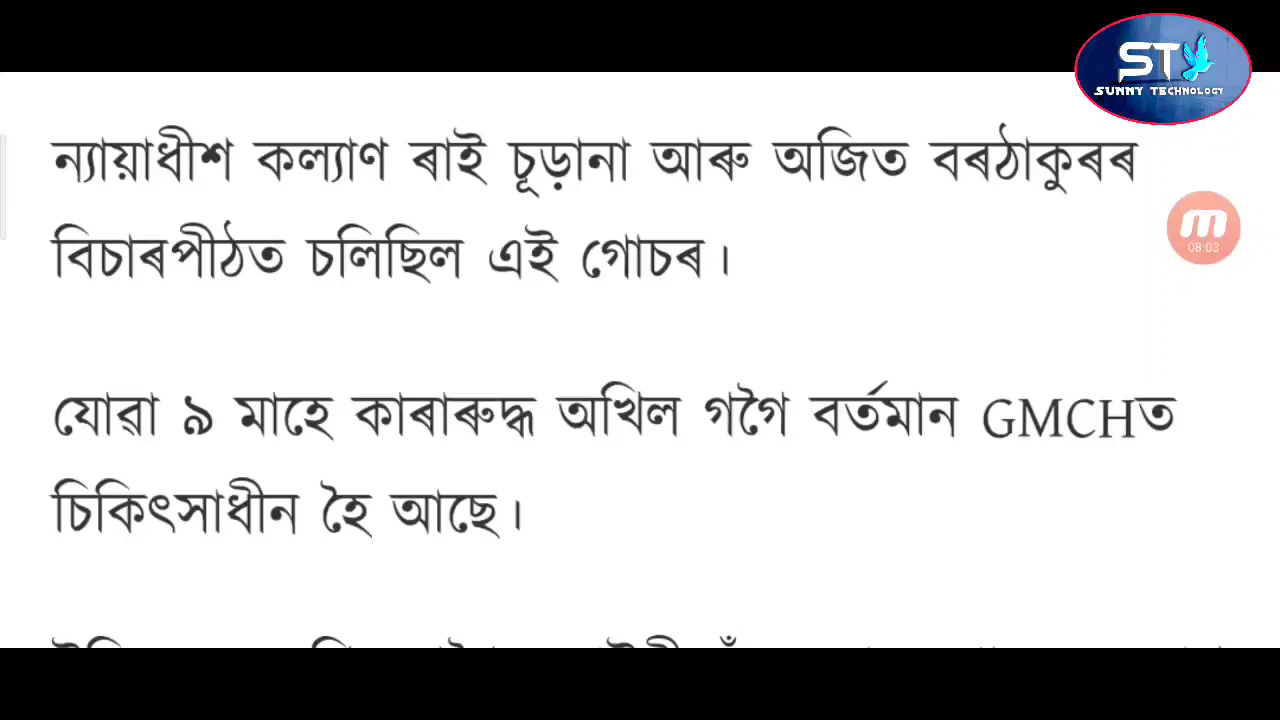 ST
SUNNY TECHNOLOGY
ন্যায়াধীশ কল্যাণ ৰাই চূড়ানা আৰু অজিত বৰঠাকুৰৰ
বিচাৰপীঠত চলিছিল এই গোচৰ।
08:03
যোৱা ৯ মাহে কাৰাৰুদ্ধ অখিল গগৈ বৰ্তমান GMCHত
চিকিৎসাধীন হৈ আছে।